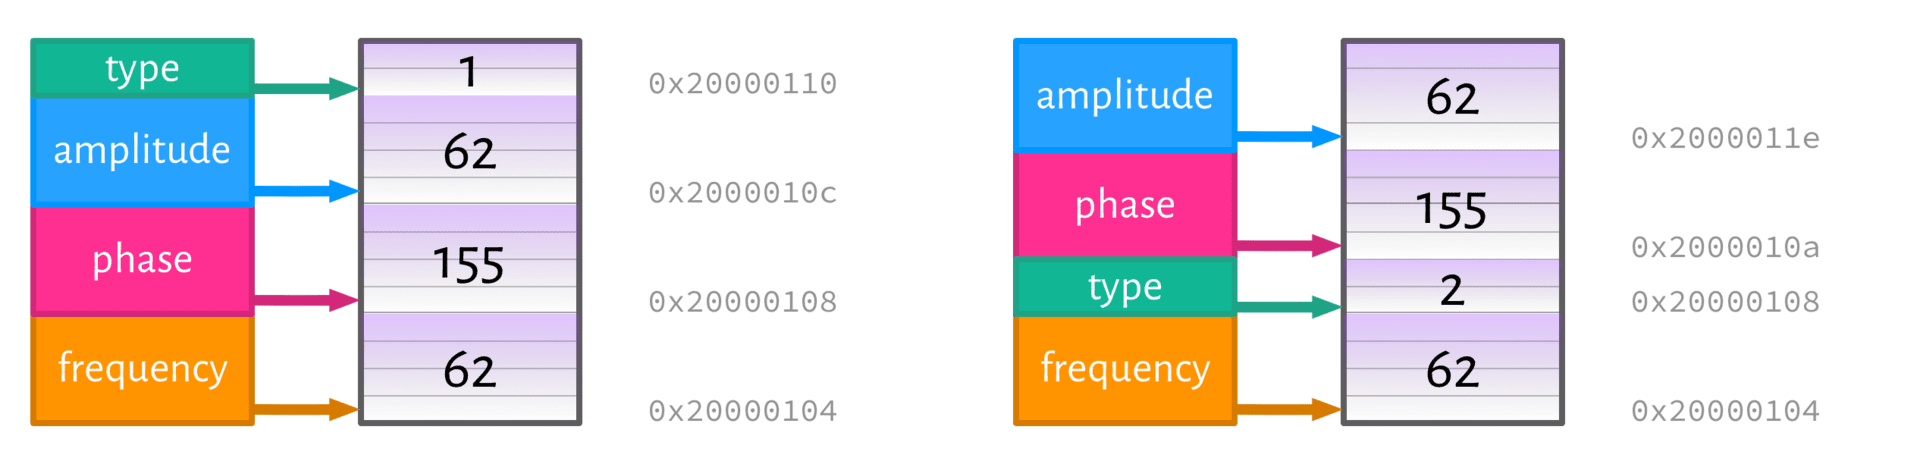 type 1 0x20000110
amplitude 62 0x2000010c
phase 155 0x20000108
frequency 62 0x20000104
amplitude 62 0x2000011e
phase 155 0x2000010a
type 2 0x20000108
frequency 62 0x20000104